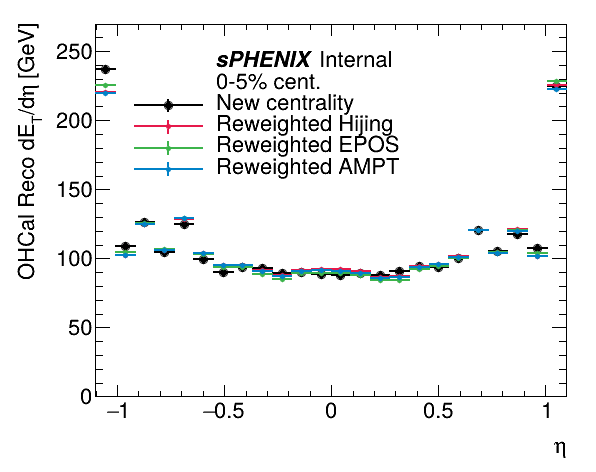 sPHENIX Internal
0-5% cent.
New centrality
Reweighted Hijing
Reweighted EPOS
Reweighted AMPT
OHCal Reco dE_T/dη [GeV]
250
200
150
100
50
0
−1 −0.5 0 0.5 1
η